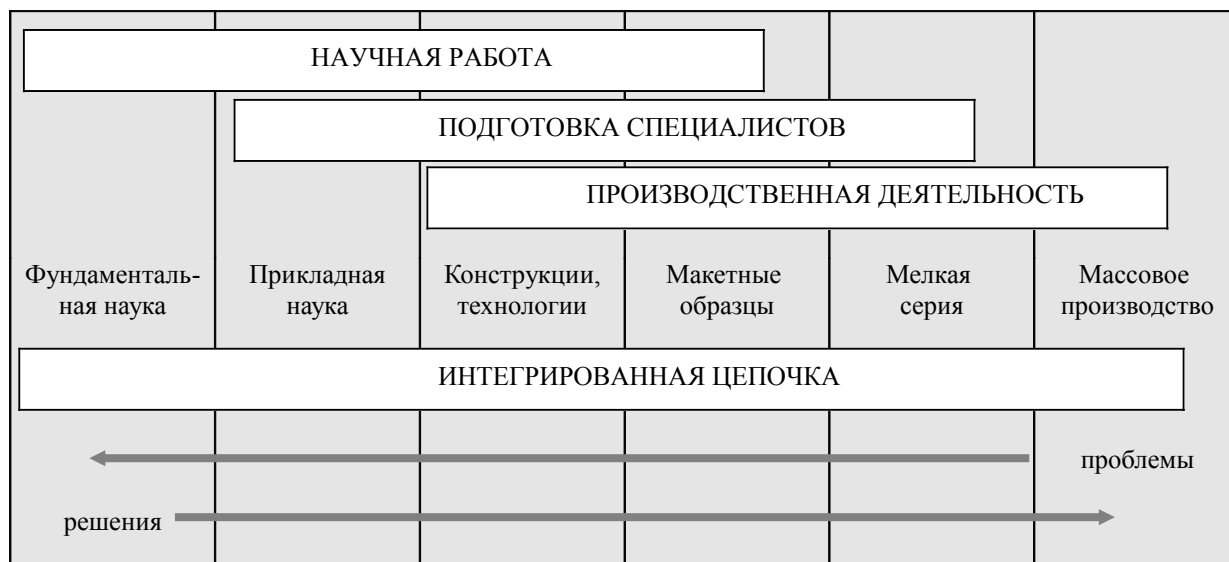 НАУЧНАЯ РАБОТА
ПОДГОТОВКА СПЕЦИАЛИСТОВ
ПРОИЗВОДСТВЕННАЯ ДЕЯТЕЛЬНОСТЬ
Фундаменталь-
ная наука
Прикладная
наука
Конструкции,
технологии
Макетные
образцы
Мелкая
серия
Массовое
производство
ИНТЕГРИРОВАННАЯ ЦЕПОЧКА
проблемы
решения